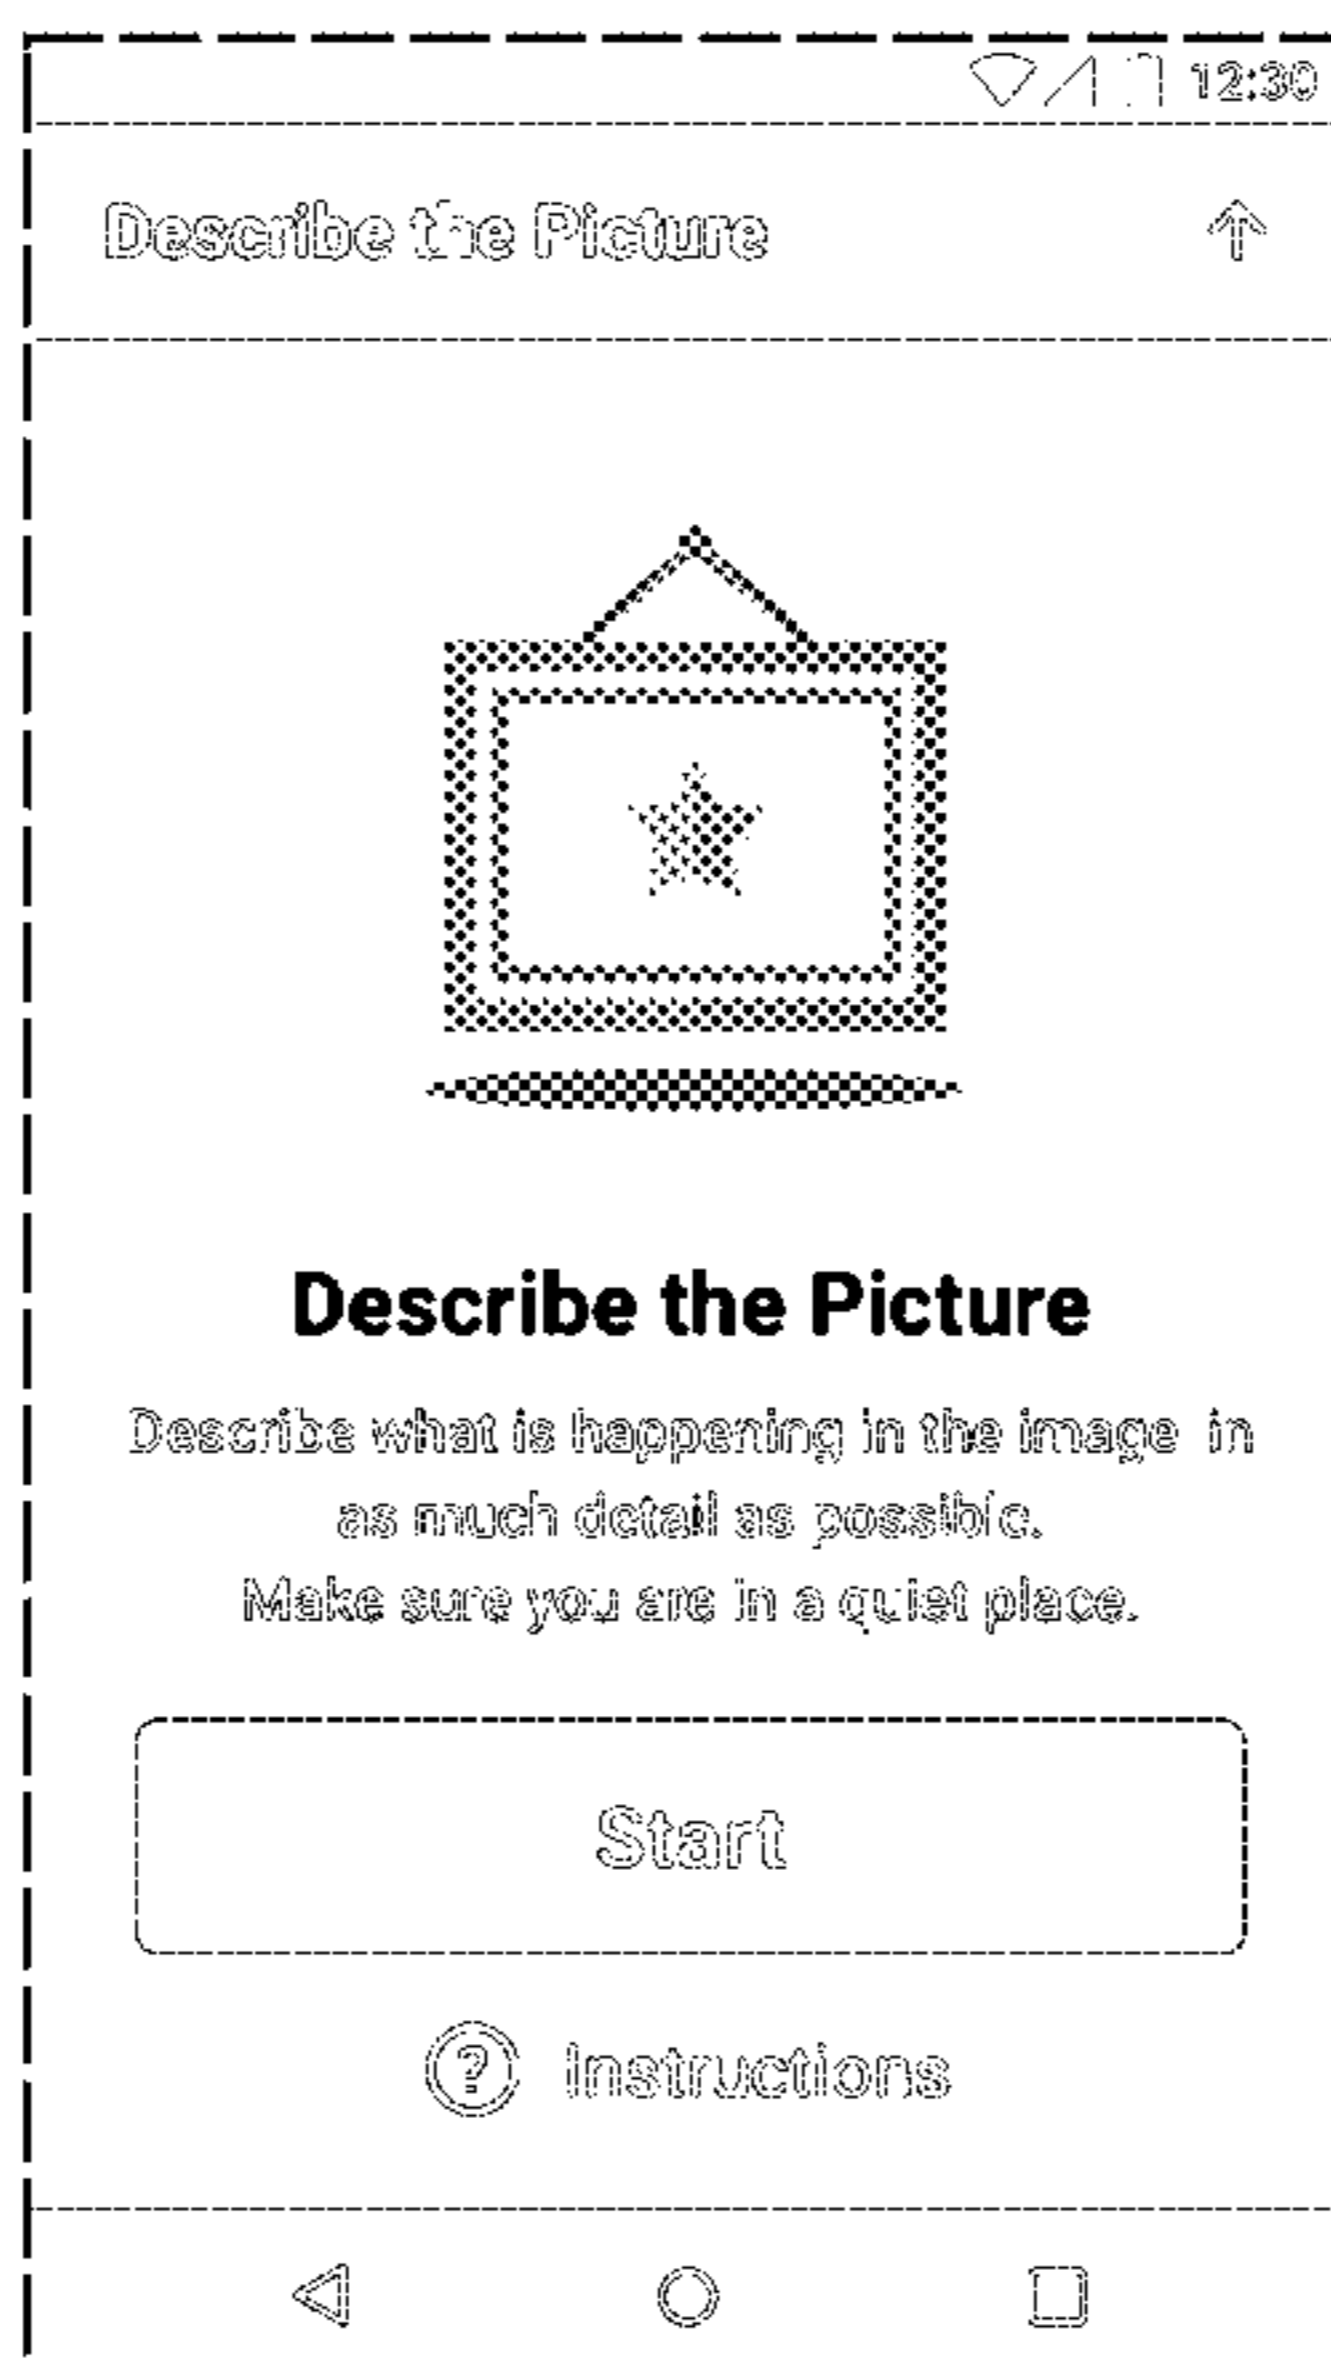 12:30
Describe the Picture
Describe the Picture
Describe what is happening in the image in
as much detail as possible.
Make sure you are in a quiet place.
Start
? Instructions